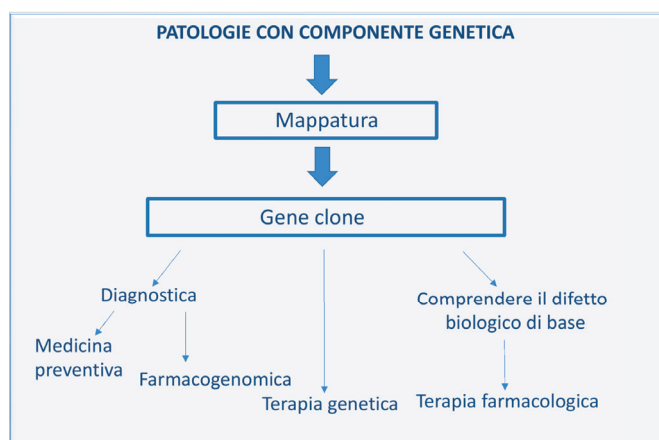 PATOLOGIE CON COMPONENTE GENETICA
Mappatura
Gene clone
Diagnostica
Comprendere il difetto
biologico di base
Medicina
preventiva
Farmacogenomica
Terapia genetica
Terapia farmacologica